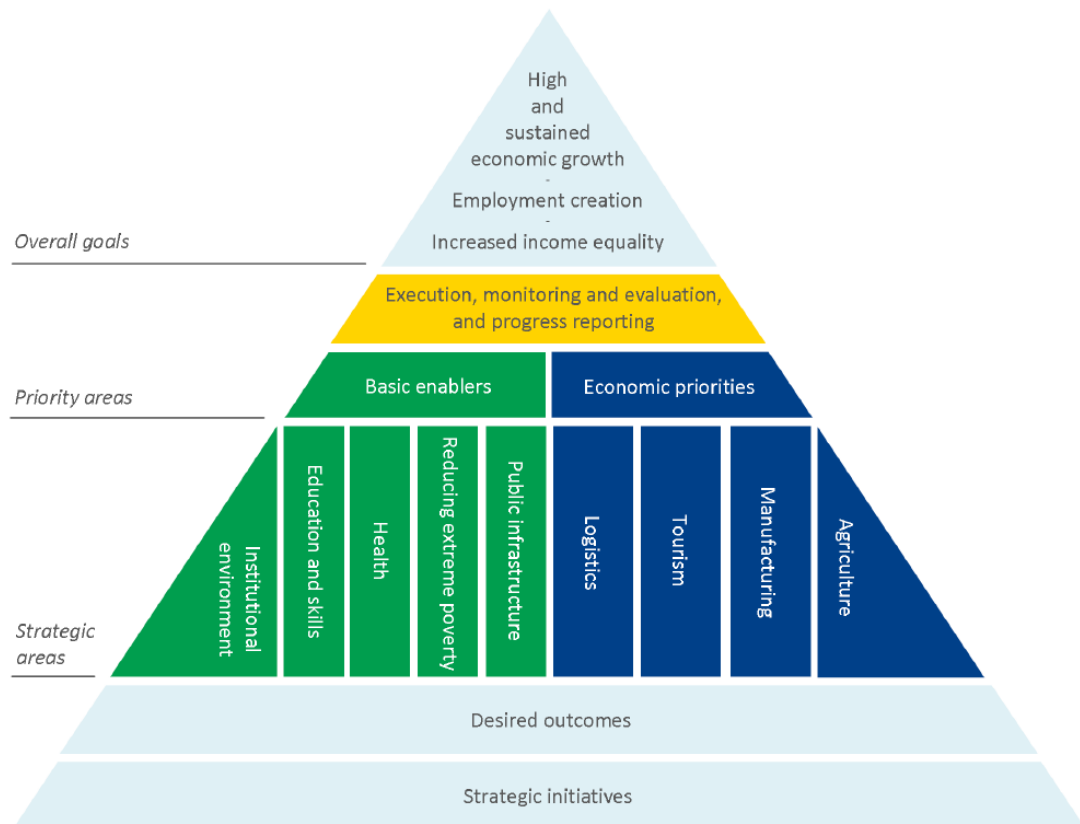 High
and
sustained
economic growth
-
Employment creation
-
Increased income equality
Overall goals
Execution, monitoring and evaluation,
and progress reporting
Basic enablers
Economic priorities
Priority areas
Institutional
environment
Education and skills
Health
Reducing extreme poverty
Public infrastructure
Logistics
Tourism
Manufacturing
Agriculture
Strategic
areas
Desired outcomes
Strategic initiatives